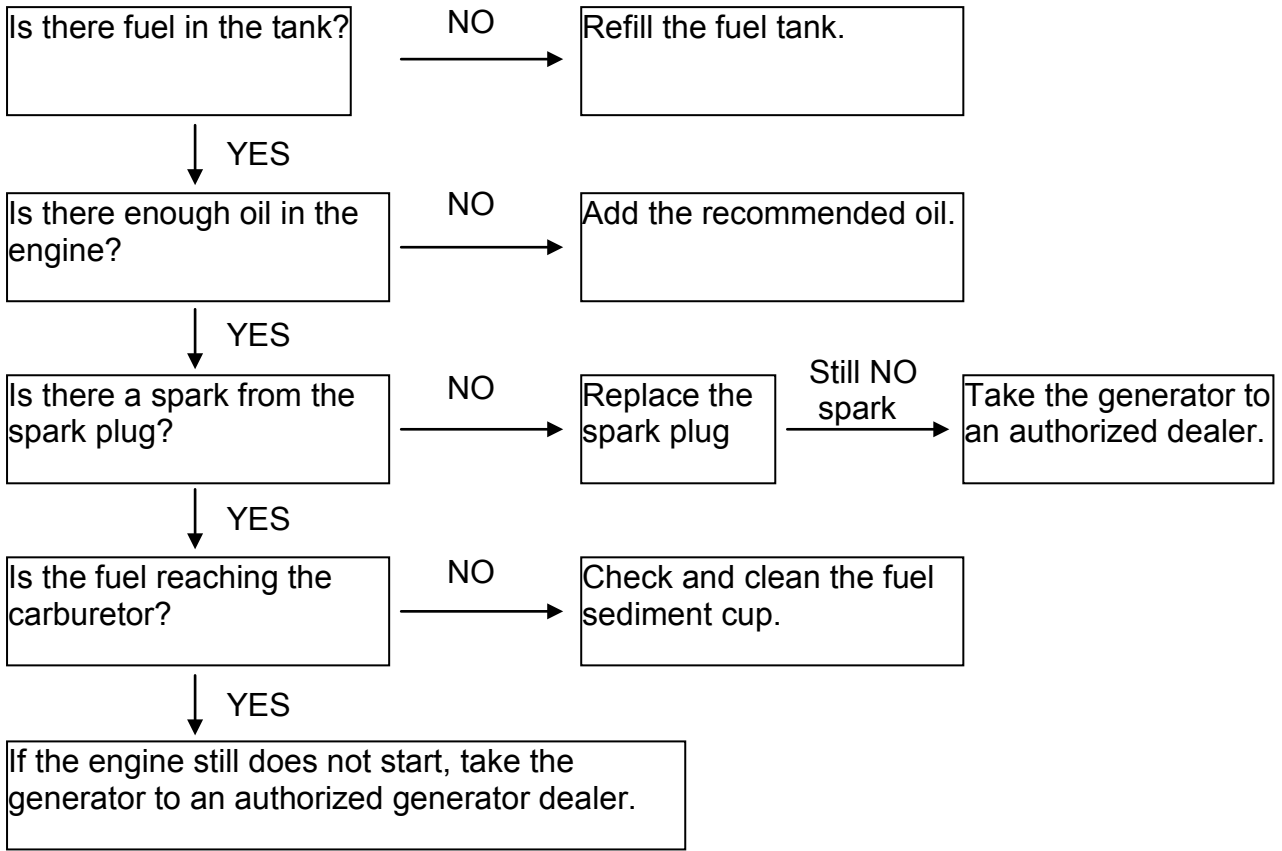 Is there fuel in the tank?
NO
Refill the fuel tank.
YES
Is there enough oil in the
engine?
NO
Add the recommended oil.
YES
Is there a spark from the
spark plug?
NO
Replace the
spark plug
Still NO
spark
Take the generator to
an authorized dealer.
YES
Is the fuel reaching the
carburetor?
NO
Check and clean the fuel
sediment cup.
YES
If the engine still does not start, take the
generator to an authorized generator dealer.